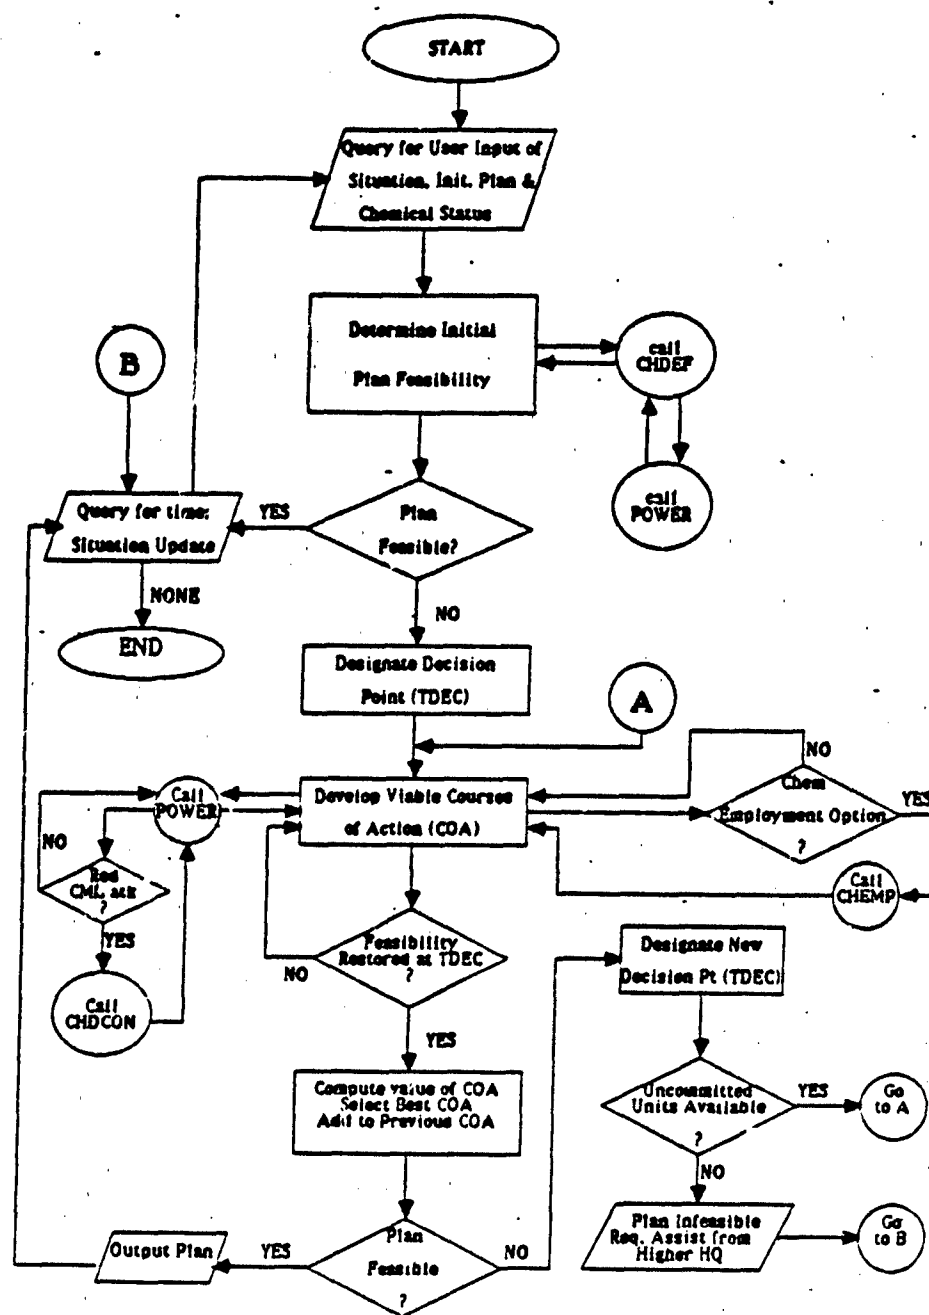 START
Query for User Input of
Situation, Init. Plan &
Chemical Status
Determine Initial
Plan Feasibility
call
CHDEF
call
POWER
B
Query for time:
Situation Update
YES
Plan
Feasible?
NONE
END
NO
Designate Decision
Point (TDEC)
A
NO
Call
POWER
Develop Viable Courses
of Action (COA)
Chem
Employment Option
?
YES
NO
Red
CML atk
?
YES
Call
CHEMP
Feasibility
Restored at TDEC
?
NO
Designate New
Decision Pt (TDEC)
Call
CHDCON
YES
Compute value of COA
Select Best COA
Add to Previous COA
Uncommitted
Units Available
?
YES
Go
to A
NO
Plan Infeasible
Req. Assist from
Higher HQ
Go
to B
Output Plan
YES
Plan
Feasible
?
NO